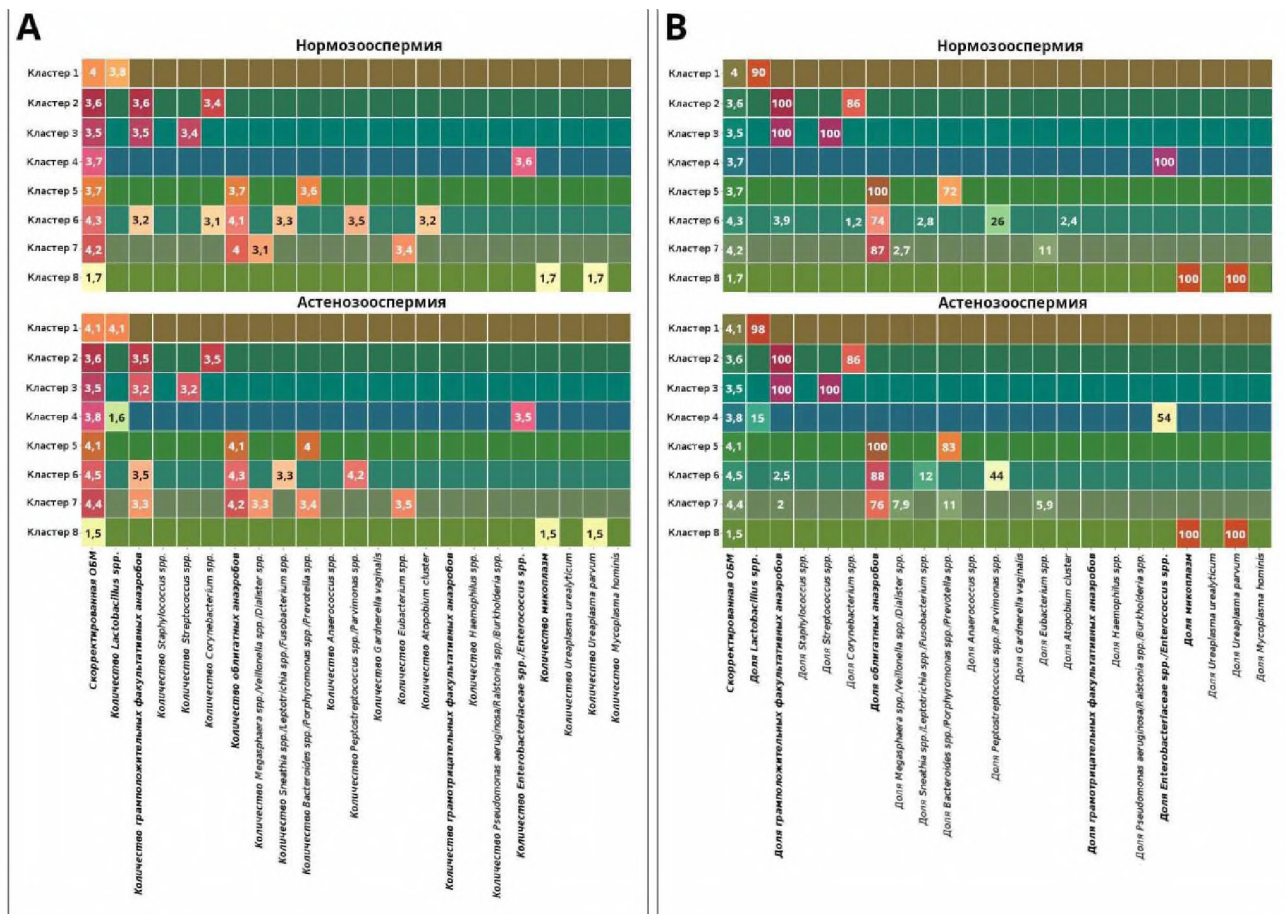 A
Нормозооспермия
Кластер 1 4 3,8
Кластер 2 3,6 3,6 3,4
Кластер 3 3,5 3,5 3,4
Кластер 4 3,7 3,6
Кластер 5 3,7 3,7 3,6
Кластер 6 4,3 3,2 3,1 4,1 3,3 3,5 3,2
Кластер 7 4,2 4 3,1 3,4
Кластер 8 1,7 1,7 1,7
Астенозооспермия
Кластер 1 4,1 4,1
Кластер 2 3,6 3,5 3,5
Кластер 3 3,5 3,2 3,2
Кластер 4 3,8 1,6 3,5
Кластер 5 4,1 4,1 4
Кластер 6 4,5 3,5 4,3 3,3 4,2
Кластер 7 4,4 3,3 4,2 3,3 3,4 3,5
Кластер 8 1,5 1,5 1,5
Скорректированная ОБМ
Количество Lactobacillus spp.
Количество грамположительных факультативных анаэробов
Количество Staphylococcus spp.
Количество Streptococcus spp.
Количество Corynebacterium spp.
Количество облигатных анаэробов
Количество Megasphaera spp./Veillonella spp./Dialister spp.
Количество Sneathia spp./Leptotrichia spp./Fusobacterium spp.
Количество Bacteroides spp./Porphyromonas spp./Prevotella spp.
Количество Anaerococcus spp.
Количество Peptostreptococcus spp./Parvimonas spp.
Количество Gardnerella vaginalis
Количество Eubacterium spp.
Количество Atopobium cluster
Количество грамотрицательных факультативных анаэробов
Количество Haemophilus spp.
Количество Pseudomonas aeruginosa/Ralstonia spp./Burkholderia spp.
Количество Enterobacteriaceae spp./Enterococcus spp.
Количество микоплазм
Количество Ureaplasma urealyticum
Количество Ureaplasma parvum
Количество Mycoplasma hominis
B
Нормозооспермия
Кластер 1 4 90
Кластер 2 3,6 100 86
Кластер 3 3,5 100 100
Кластер 4 3,7 100
Кластер 5 3,7 100 72
Кластер 6 4,3 3,9 1,2 74 2,8 26 2,4
Кластер 7 4,2 87 2,7 11
Кластер 8 1,7 100 100
Астенозооспермия
Кластер 1 4,1 98
Кластер 2 3,6 100 86
Кластер 3 3,5 100 100
Кластер 4 3,8 15 54
Кластер 5 4,1 100 83
Кластер 6 4,5 2,5 88 12 44
Кластер 7 4,4 2 76 7,9 11 5,9
Кластер 8 1,5 100 100
Скорректированная ОБМ
Доля Lactobacillus spp.
Доля грамположительных факультативных анаэробов
Доля Staphylococcus spp.
Доля Streptococcus spp.
Доля Corynebacterium spp.
Доля облигатных анаэробов
Доля Megasphaera spp./Veillonella spp./Dialister spp.
Доля Sneathia spp./Leptotrichia spp./Fusobacterium spp.
Доля Bacteroides spp./Porphyromonas spp./Prevotella spp.
Доля Anaerococcus spp.
Доля Peptostreptococcus spp./Parvimonas spp.
Доля Gardnerella vaginalis
Доля Eubacterium spp.
Доля Atopobium cluster
Доля грамотрицательных факультативных анаэробов
Доля Haemophilus spp.
Доля Pseudomonas aeruginosa/Ralstonia spp./Burkholderia spp.
Доля Enterobacteriaceae spp./Enterococcus spp.
Доля микоплазм
Доля Ureaplasma urealyticum
Доля Ureaplasma parvum
Доля Mycoplasma hominis